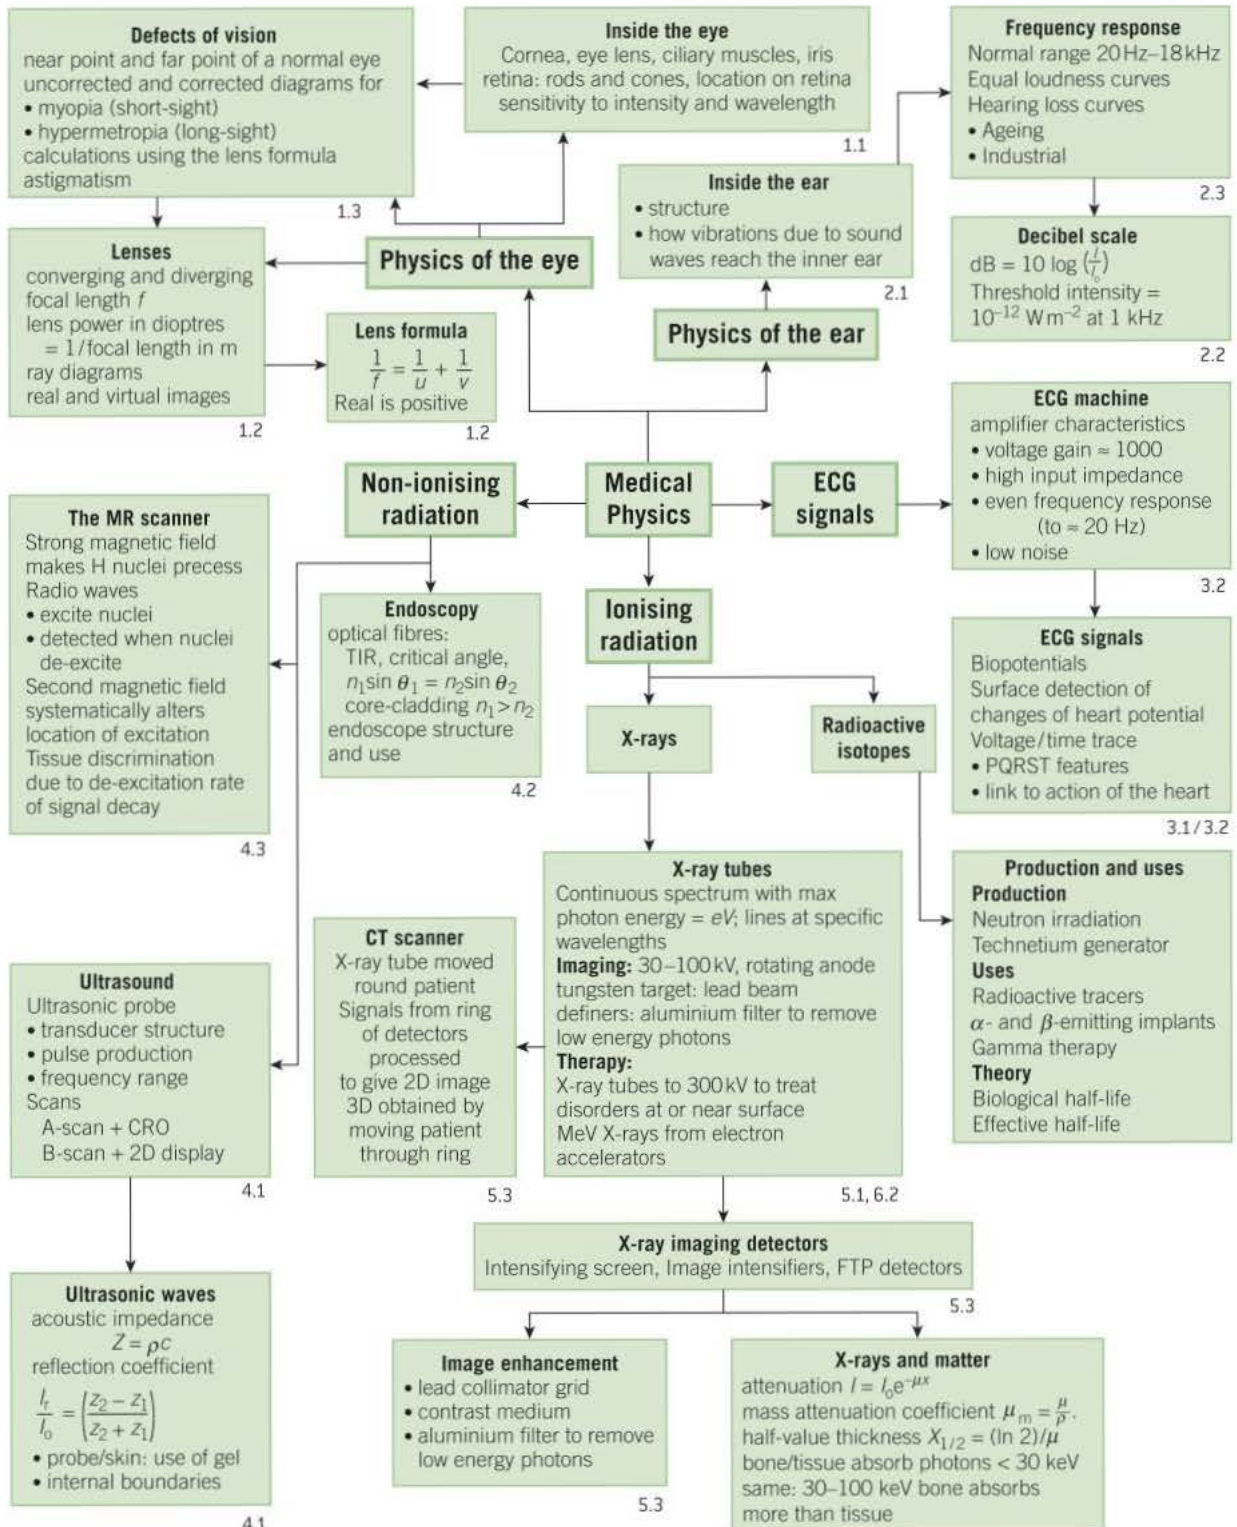 Defects of vision
near point and far point of a normal eye
uncorrected and corrected diagrams for
• myopia (short-sight)
• hypermetropia (long-sight)
calculations using the lens formula
astigmatism
1.3
Inside the eye
Cornea, eye lens, ciliary muscles, iris
retina: rods and cones, location on retina
sensitivity to intensity and wavelength
1.1
Frequency response
Normal range 20 Hz–18 kHz
Equal loudness curves
Hearing loss curves
• Ageing
• Industrial
2.3
Inside the ear
• structure
• how vibrations due to sound
waves reach the inner ear
2.1
Decibel scale
dB = 10 log (I/I₀)
Threshold intensity =
10⁻¹² W m⁻² at 1 kHz
2.2
Physics of the eye
Physics of the ear
Lenses
converging and diverging
focal length f
lens power in dioptres
= 1/focal length in m
ray diagrams
real and virtual images
1.2
Lens formula
1/f = 1/u + 1/v
Real is positive
1.2
ECG machine
amplifier characteristics
• voltage gain ≈ 1000
• high input impedance
• even frequency response
(to ≈ 20 Hz)
• low noise
3.2
Non-ionising
radiation
Medical
Physics
ECG
signals
The MR scanner
Strong magnetic field
makes H nuclei precess
Radio waves
• excite nuclei
• detected when nuclei
de-excite
Second magnetic field
systematically alters
location of excitation
Tissue discrimination
due to de-excitation rate
of signal decay
4.3
Endoscopy
optical fibres:
TIR, critical angle,
n₁sin θ₁ = n₂sin θ₂
core-cladding n₁>n₂
endoscope structure
and use
4.2
Ionising
radiation
X-rays
Radioactive
isotopes
ECG signals
Biopotentials
Surface detection of
changes of heart potential
Voltage/time trace
• PQRST features
• link to action of the heart
3.1/3.2
X-ray tubes
Continuous spectrum with max
photon energy = eV; lines at specific
wavelengths
Imaging: 30–100 kV, rotating anode
tungsten target: lead beam
definers: aluminium filter to remove
low energy photons
Therapy:
X-ray tubes to 300 kV to treat
disorders at or near surface
MeV X-rays from electron
accelerators
5.1, 6.2
Production and uses
Production
Neutron irradiation
Technetium generator
Uses
Radioactive tracers
α- and β-emitting implants
Gamma therapy
Theory
Biological half-life
Effective half-life
CT scanner
X-ray tube moved
round patient
Signals from ring
of detectors
processed
to give 2D image
3D obtained by
moving patient
through ring
5.3
Ultrasound
Ultrasonic probe
• transducer structure
• pulse production
• frequency range
Scans
A-scan + CRO
B-scan + 2D display
4.1
X-ray imaging detectors
Intensifying screen, Image intensifiers, FTP detectors
5.3
Ultrasonic waves
acoustic impedance
Z = ρc
reflection coefficient
Iᵣ/I₀ = (Z₂ − Z₁ / Z₂ + Z₁)
• probe/skin: use of gel
• internal boundaries
4.1
Image enhancement
• lead collimator grid
• contrast medium
• aluminium filter to remove
low energy photons
5.3
X-rays and matter
attenuation I = I₀e^−μx
mass attenuation coefficient μₘ = μ/ρ.
half-value thickness X₁/₂ = (ln 2)/μ
bone/tissue absorb photons < 30 keV
same: 30–100 keV bone absorbs
more than tissue